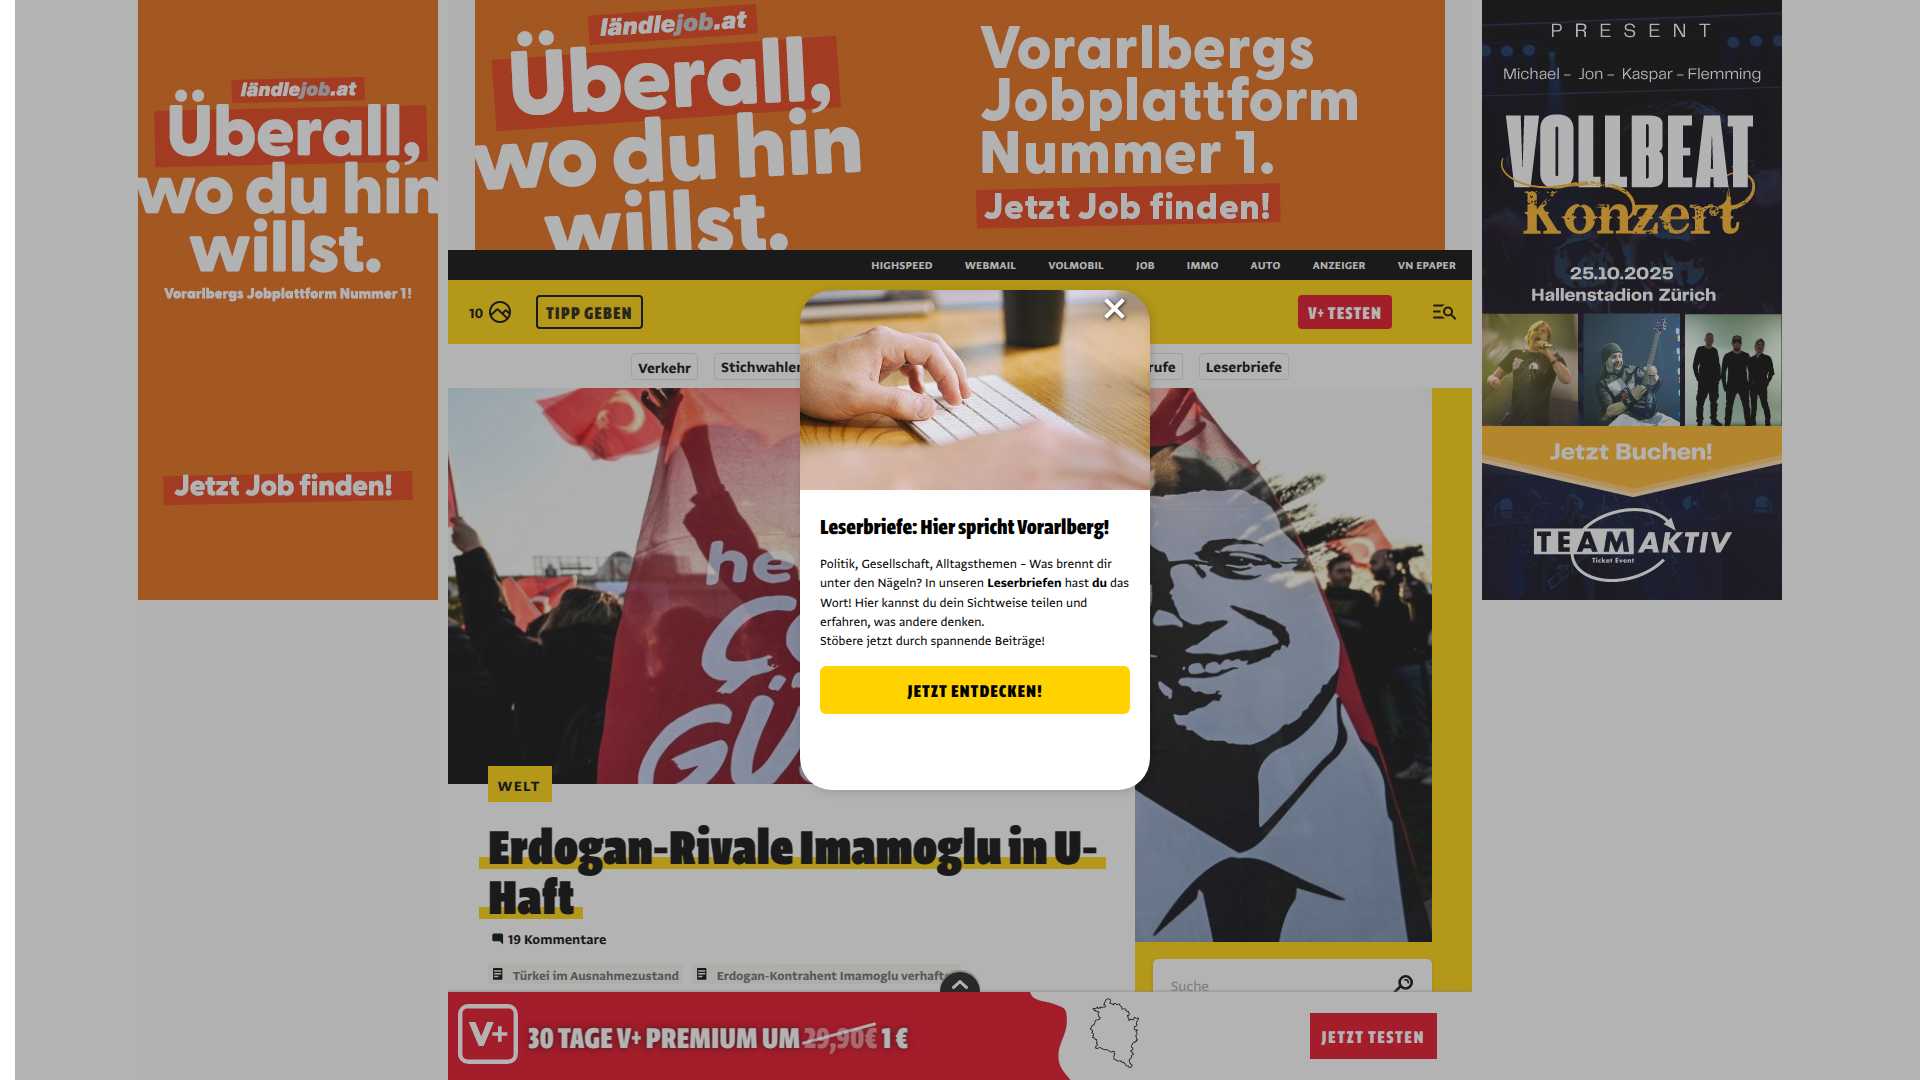 ländlejob.at
Überall,
wo du hin
willst.
Vorarlbergs Jobplattform Nummer 1!
Jetzt Job finden!
ländlejob.at
Überall,
wo du hin
willst.
Vorarlbergs
Jobplattform
Nummer 1.
Jetzt Job finden!
PRESENT
Michael – Jon – Kaspar – Flemming
VOLLBEAT
Konzert
25.10.2025
Hallenstadion Zürich
Jetzt Buchen!
TEAM AKTIV
Ticket Event
HIGHSPEED WEBMAIL VOLMOBIL JOB IMMO AUTO ANZEIGER VN EPAPER
10 TIPP GEBEN V+ TESTEN
Verkehr Stichwahlen rufe Leserbriefe
Leserbriefe: Hier spricht Vorarlberg!
Politik, Gesellschaft, Alltagsthemen – Was brennt dir
unter den Nägeln? In unseren Leserbriefen hast du das
Wort! Hier kannst du dein Sichtweise teilen und
erfahren, was andere denken.
Stöbere jetzt durch spannende Beiträge!
JETZT ENTDECKEN!
WELT
Erdogan-Rivale Imamoglu in U-
Haft
19 Kommentare
Türkei im Ausnahmezustand Erdogan-Kontrahent Imamoglu verhaft
Suche
V+ 30 TAGE V+ PREMIUM UM 29,90€ 1 €
JETZT TESTEN